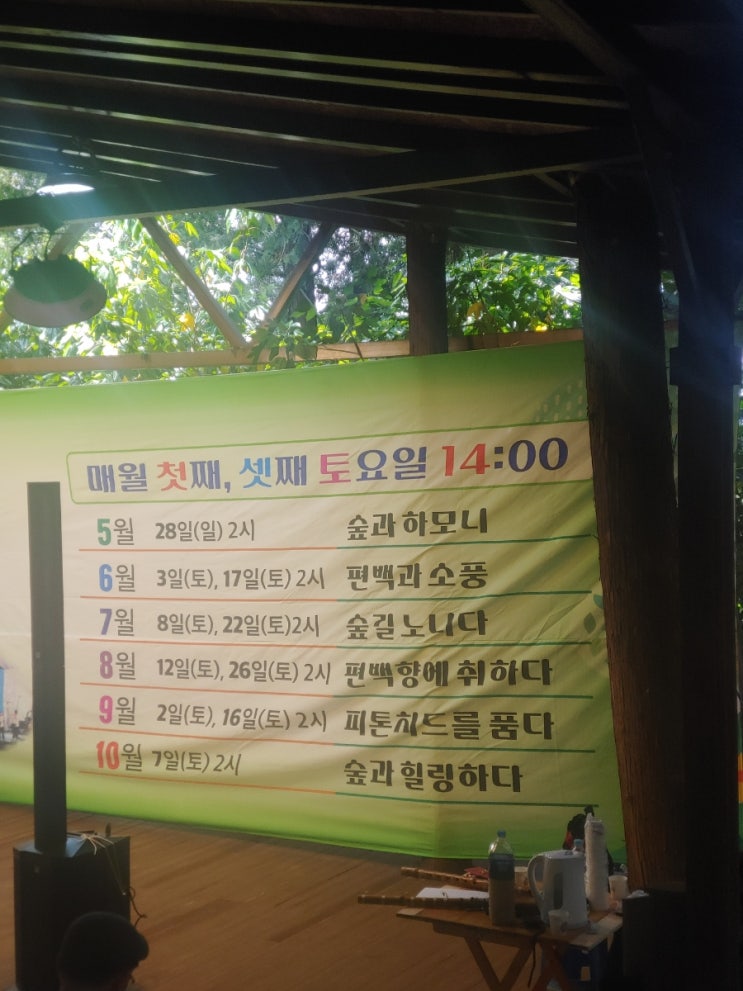 매월 첫째, 셋째 토요일 14:00
5월 28일(일) 2시 숲과 하모니
6월 3일(토), 17일(토) 2시 편백과 소풍
7월 8일(토), 22일(토)2시 숲길 노니다
8월 12일(토), 26일(토) 2시 편백향에 취하다
9월 2일(토), 16일(토) 2시 피톤치드를 품다
10월 7일(토) 2시 숲과 힐링하다